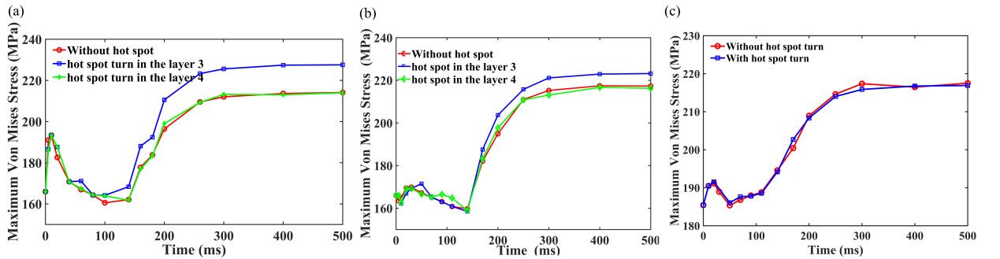 (a)
Maximum Von Mises Stress (MPa)
240
220
200
180
160
140
Without hot spot
hot spot turn in the layer 3
hot spot turn in the layer 4
0
100
200
300
400
500
Time (ms)
(b)
Maximum Von Mises Stress (MPa)
240
220
200
180
160
150
Without hot spot
hot spot in the layer 3
hot spot in the layer 4
0
100
200
300
400
500
Time (ms)
(c)
Maximum Von Mises Stress (MPa)
230
220
210
200
190
180
Without hot spot turn
With hot spot turn
0
100
200
300
400
500
Time (ms)